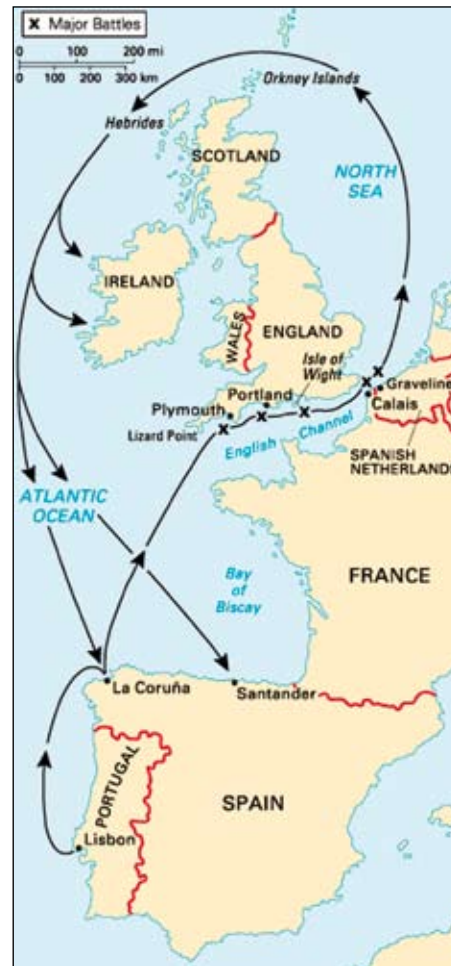 × Major Battles
0 100 200 mi
0 100 200 300 km
Orkney Islands
Hebrides
SCOTLAND
NORTH
SEA
IRELAND
WALES
ENGLAND
Isle of
Wight
Portland
Plymouth
Graveline
Calais
Lizard Point
English Channel
SPANISH
NETHERLAND
ATLANTIC
OCEAN
Bay
of
Biscay
FRANCE
La Coruña
Santander
PORTUGAL
SPAIN
Lisbon